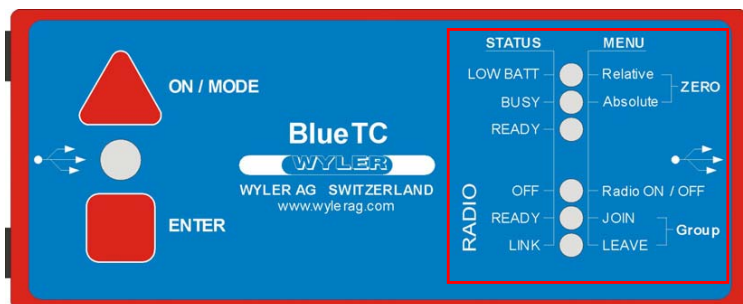 ON / MODE
ENTER
BlueTC
WYLER
WYLER AG SWITZERLAND
www.wylerag.com
STATUS MENU
LOW BATT Relative
ZERO
BUSY Absolute
READY
RADIO
OFF Radio ON / OFF
READY JOIN
Group
LINK LEAVE